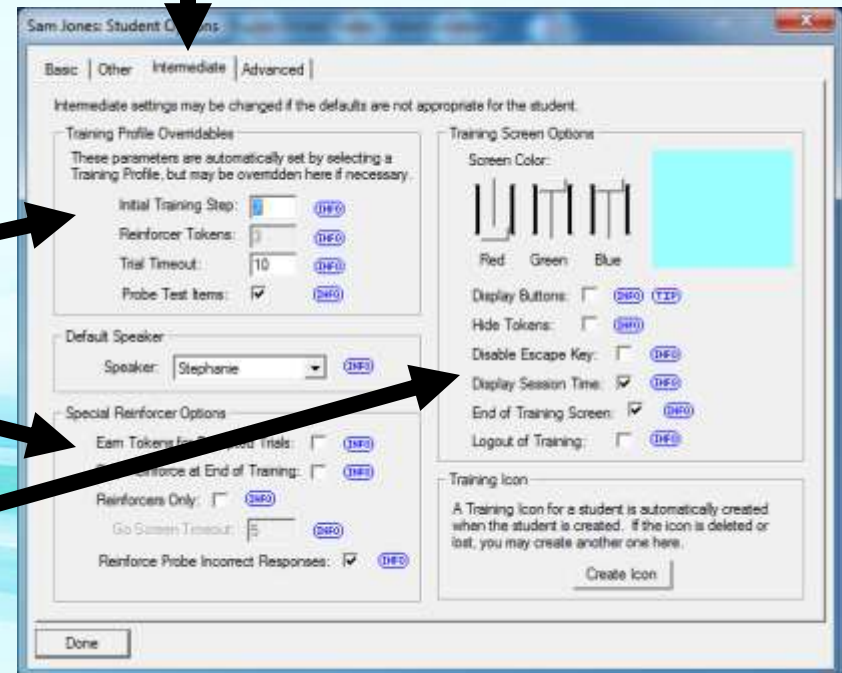 Sam Jones: Student Options
Basic
Other
Intermediate
Advanced
Intermediate settings may be changed if the defaults are not appropriate for the student.
Training Profile Overridables
These parameters are automatically set by selecting a
Training Profile, but may be overridden here if necessary.
Initial Training Step: INFO
Reinforcer Tokens: 3 INFO
Trial Timeout: 10 INFO
Probe Test Items: INFO
Default Speaker
Speaker: Stephanie INFO
Special Reinforcer Options
Earn Tokens for Trials: INFO
at End of Training: INFO
Reinforcers Only: INFO
Go Screen Timeout: 5 INFO
Reinforce Probe Incorrect Responses: INFO
Done
Training Screen Options
Screen Color:
Red Green Blue
Display Buttons: INFO TIP
Hide Tokens: INFO
Disable Escape Key: INFO
Display Session Time: INFO
End of Training Screen: INFO
Logout of Training: INFO
Training Icon
A Training Icon for a student is automatically created
when the student is created. If the icon is deleted or
lost, you may create another one here.
Create Icon